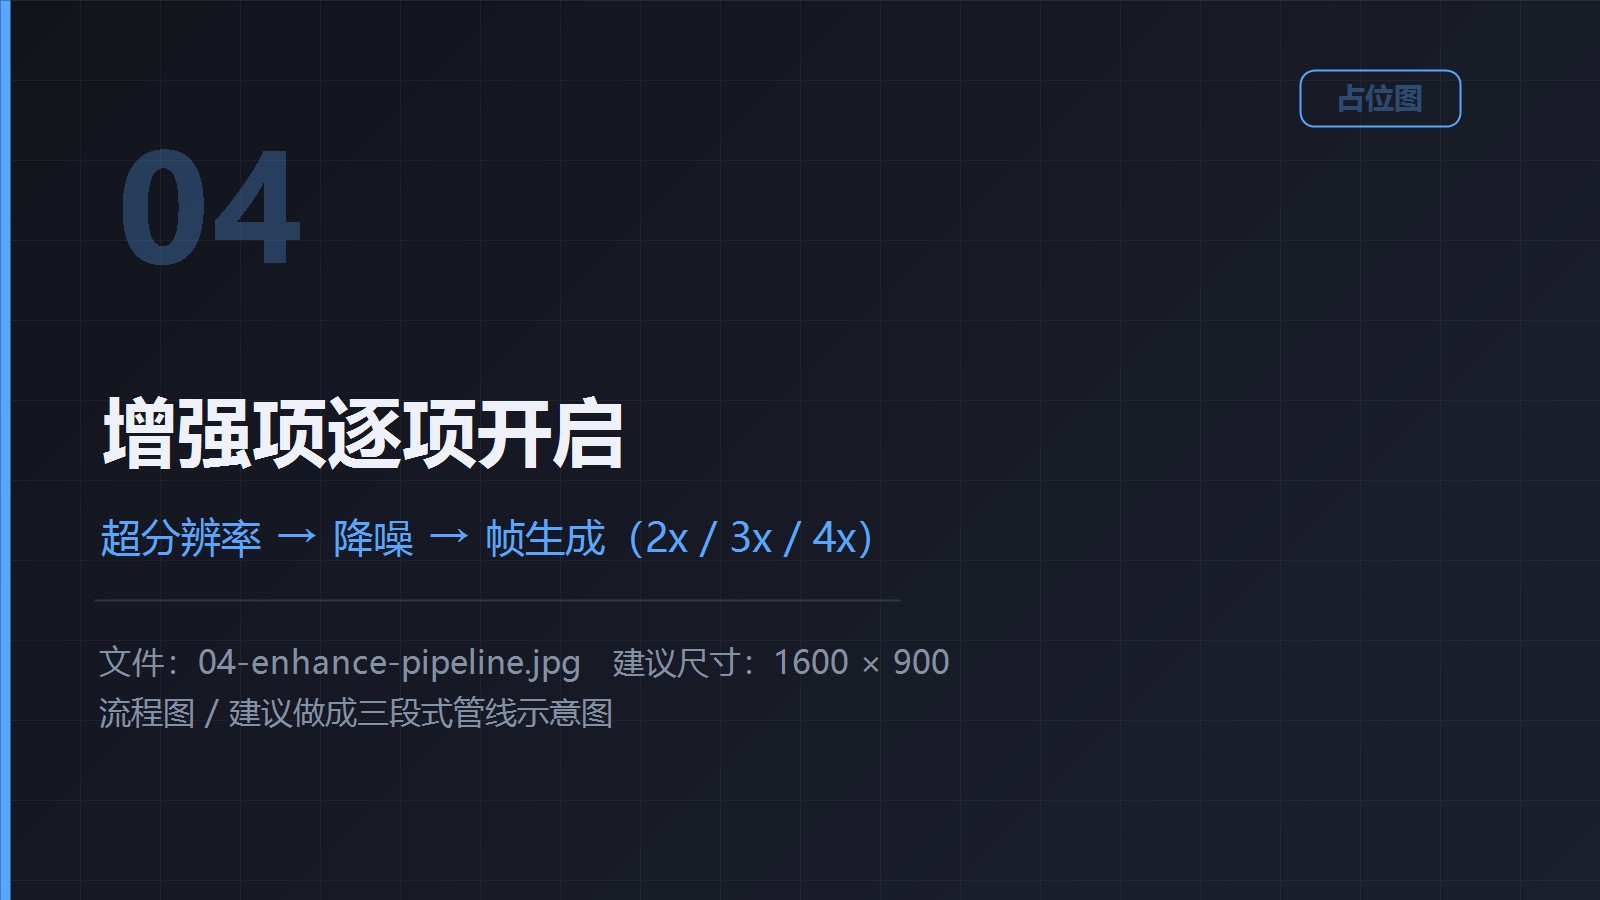 占位图
04
增强项逐项开启
超分辨率 → 降噪 → 帧生成（2x / 3x / 4x）
文件：04-enhance-pipeline.jpg 建议尺寸：1600 × 900
流程图 / 建议做成三段式管线示意图